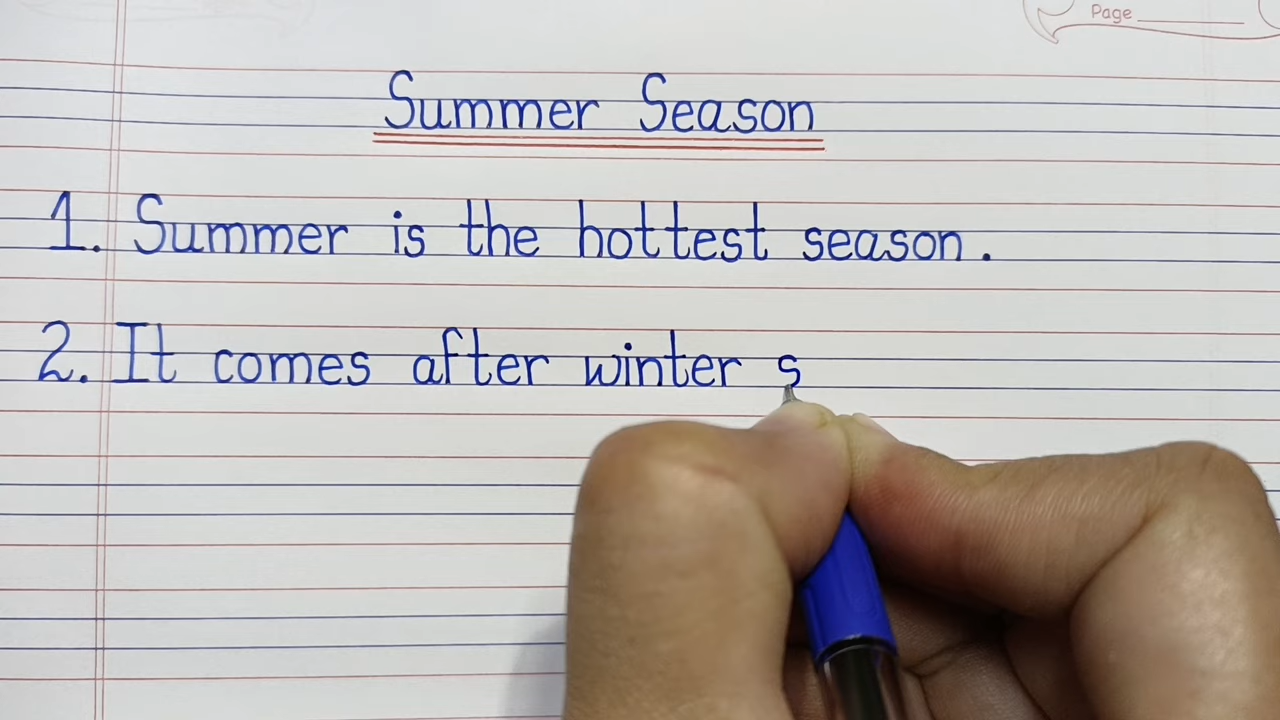 Page
Summer Season
1. Summer is the hottest season.
2. It comes after winter s